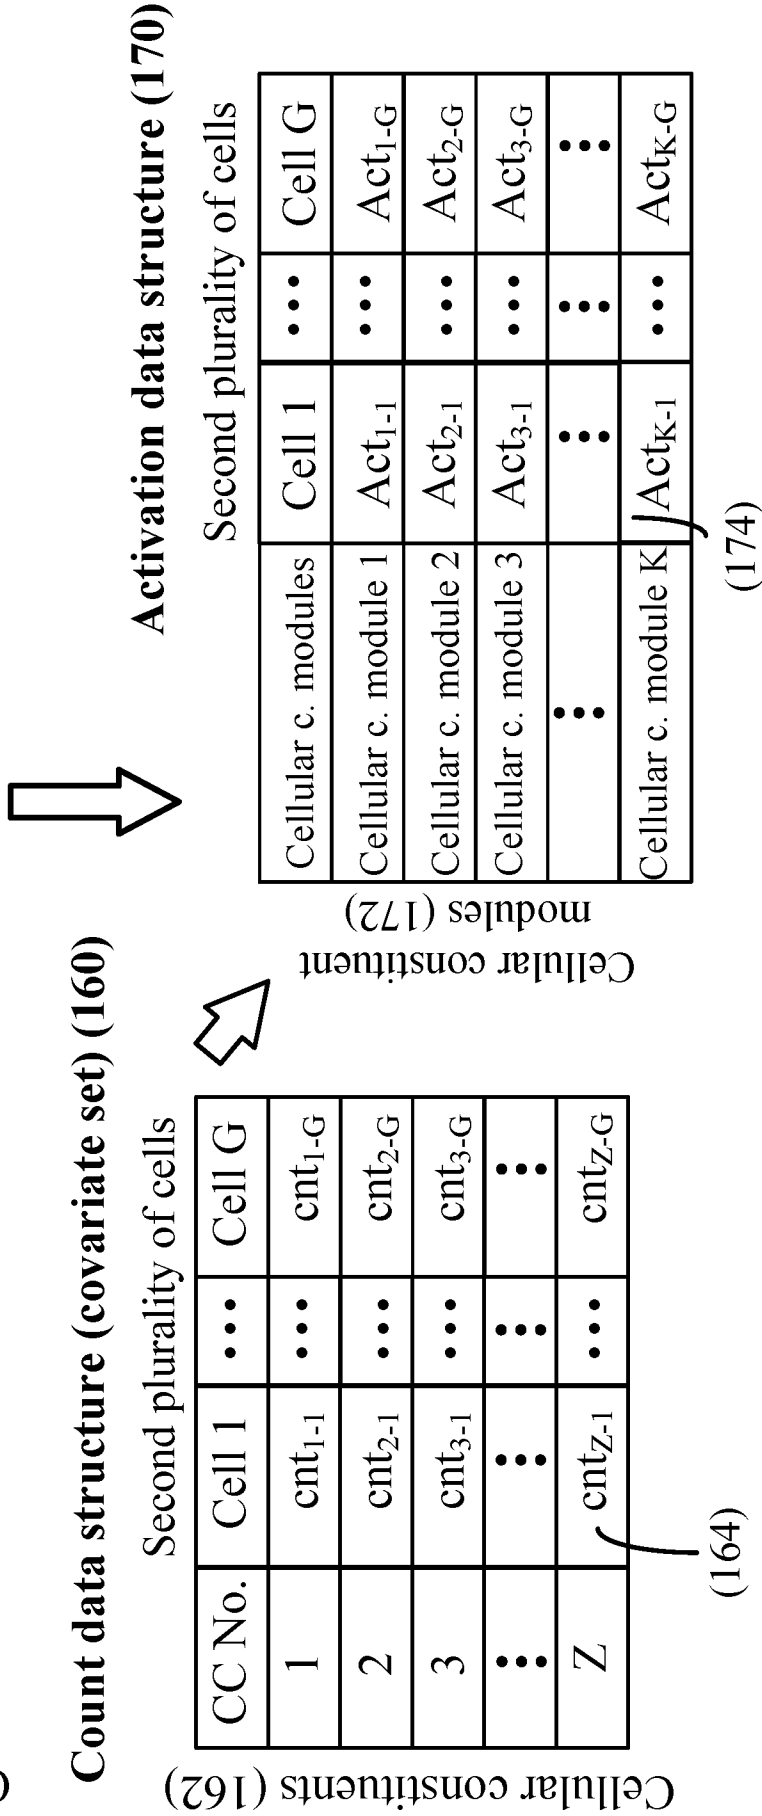 Count data structure (covariate set) (160)
Second plurality of cells
Cellular constituents (162)
CC No. Cell 1 ••• Cell G
1 cnt1-1 ••• cnt1-G
2 cnt2-1 ••• cnt2-G
3 cnt3-1 ••• cnt3-G
••• ••• ••• •••
Z cntZ-1 ••• cntZ-G
(164)
Activation data structure (170)
Second plurality of cells
Cellular constituent
modules (172)
Cellular c. modules Cell 1 ••• Cell G
Cellular c. module 1 Act1-1 ••• Act1-G
Cellular c. module 2 Act2-1 ••• Act2-G
Cellular c. module 3 Act3-1 ••• Act3-G
••• ••• ••• •••
Cellular c. module K ActK-1 ••• ActK-G
(174)